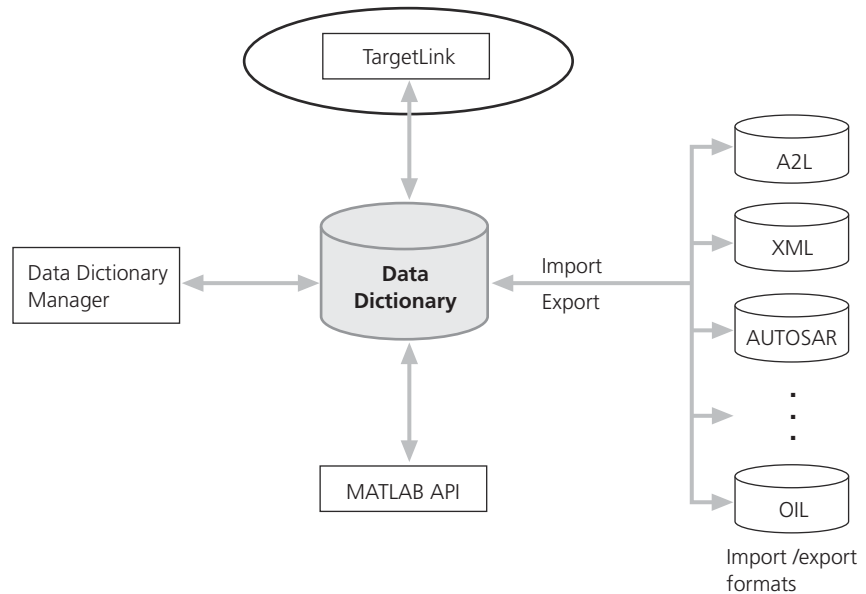 TargetLink
A2L
XML
Data Dictionary
Manager
Data
Dictionary
Import
Export
AUTOSAR
MATLAB API
OIL
Import /export
formats